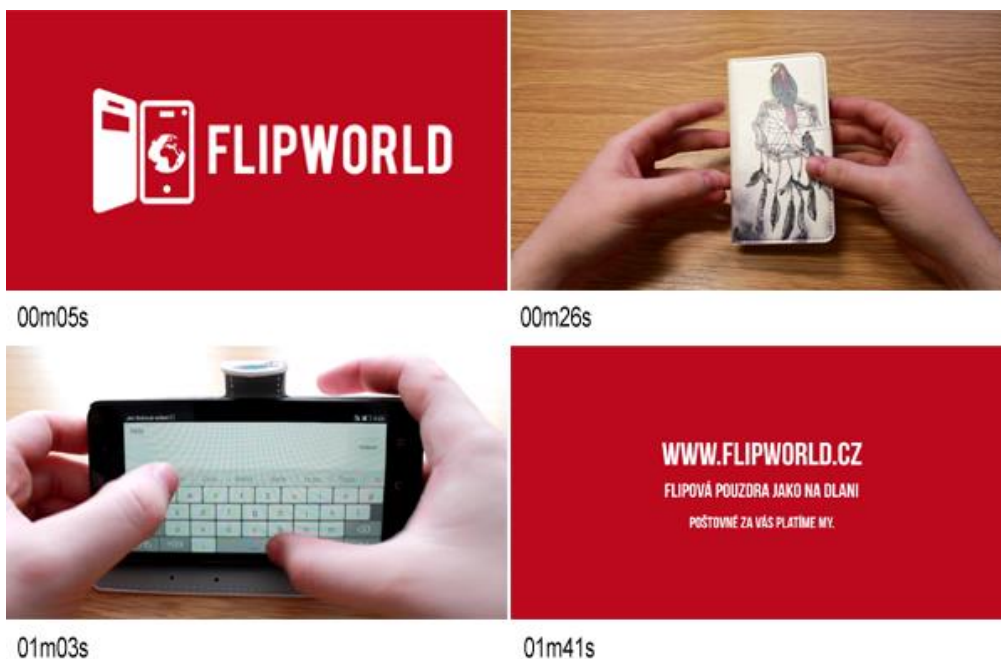 FLIPWORLD
00m05s
00m26s
01m03s
01m41s
WWW.FLIPWORLD.CZ
FLIPOVÁ POUZDRA JAKO NA DLANI
POŠTOVNÉ ZA VÁS PLATÍME MY.